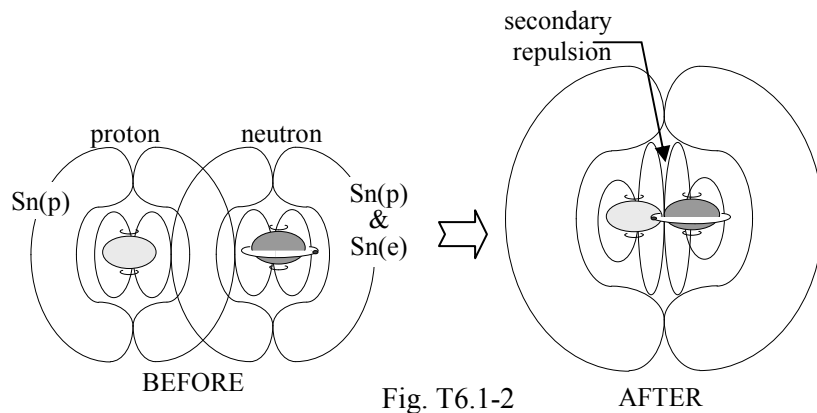 secondary
repulsion
proton
neutron
Sn(p)
Sn(p)
&
Sn(e)
BEFORE
Fig. T6.1-2
AFTER